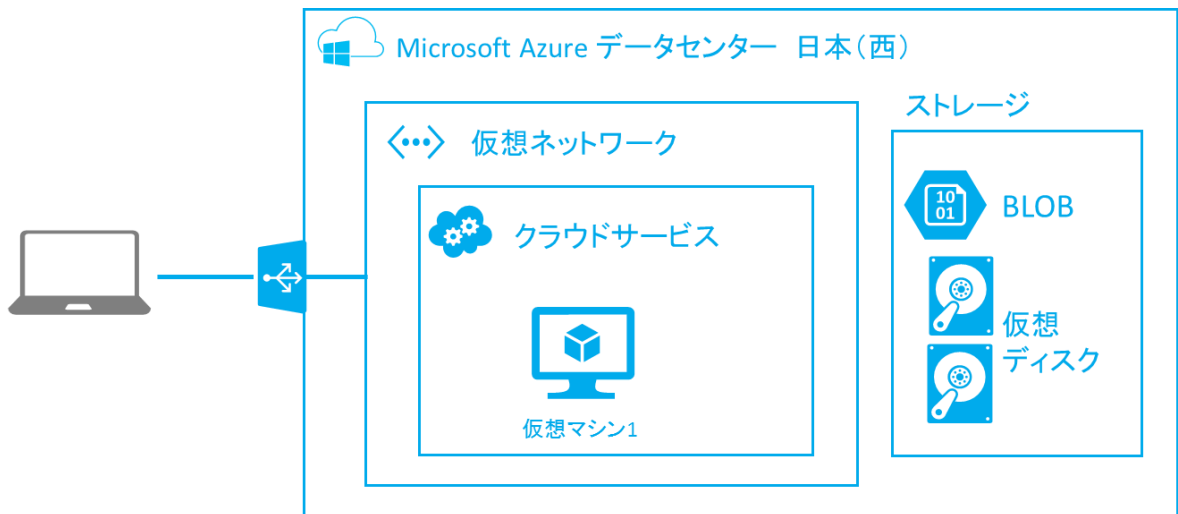 Microsoft Azure データセンター 日本（西）
仮想ネットワーク
クラウドサービス
仮想マシン1
ストレージ
10
01
BLOB
仮想
ディスク